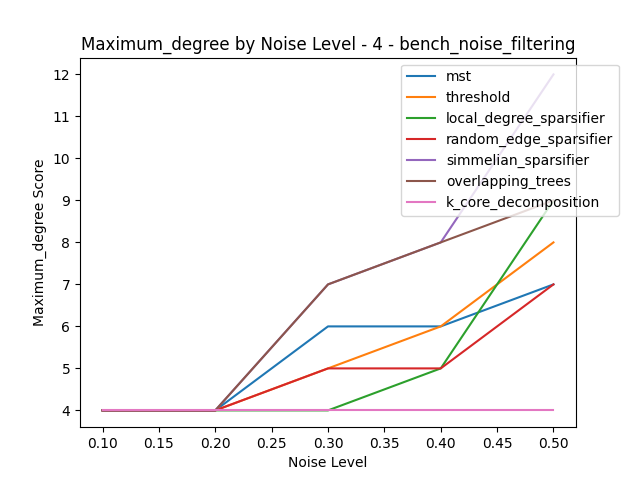 Maximum_degree by Noise Level - 4 - bench_noise_filtering
Maximum_degree Score
12
11
10
9
8
7
6
5
4
mst
threshold
local_degree_sparsifier
random_edge_sparsifier
simmelian_sparsifier
overlapping_trees
k_core_decomposition
0.10 0.15 0.20 0.25 0.30 0.35 0.40 0.45 0.50
Noise Level